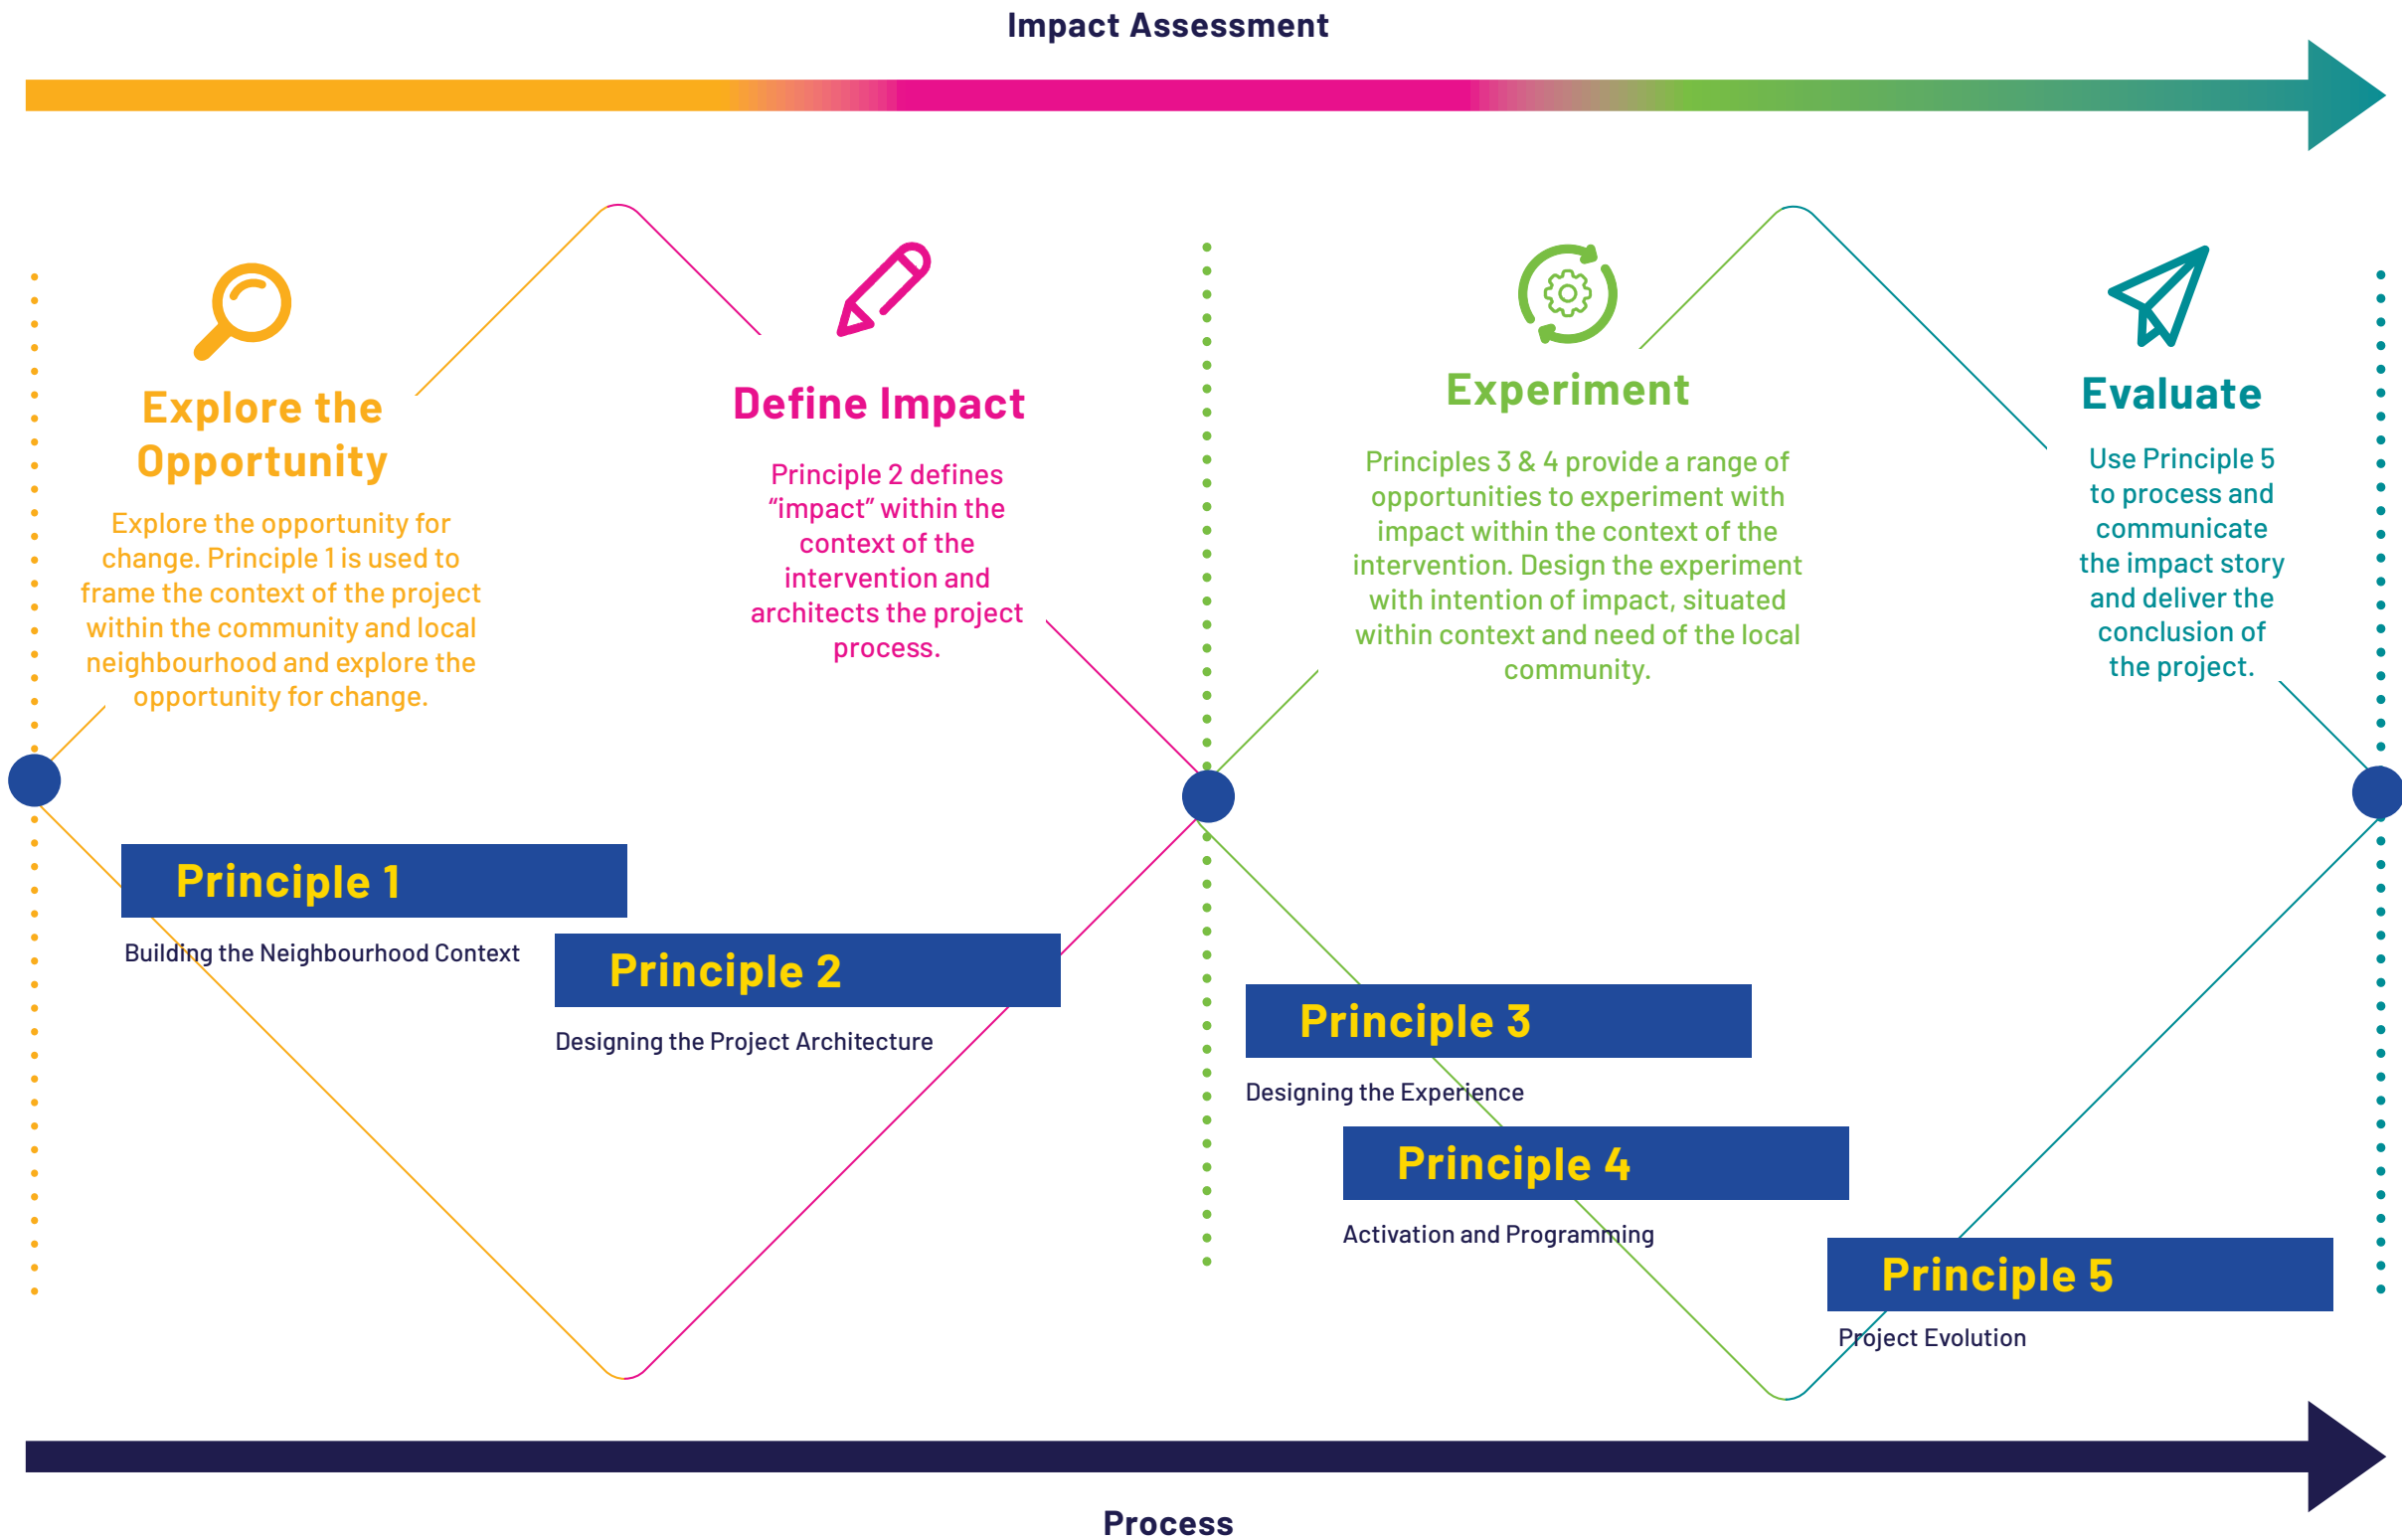 Impact Assessment
Explore the
Opportunity
Explore the opportunity for
change. Principle 1 is used to
frame the context of the project
within the community and local
neighbourhood and explore the
opportunity for change.
Define Impact
Principle 2 defines
“impact” within the
context of the
intervention and
architects the project
process.
Experiment
Principles 3 & 4 provide a range of
opportunities to experiment with
impact within the context of the
intervention. Design the experiment
with intention of impact, situated
within context and need of the local
community.
Evaluate
Use Principle 5
to process and
communicate
the impact story
and deliver the
conclusion of
the project.
Principle 1
Building the Neighbourhood Context
Principle 2
Designing the Project Architecture
Principle 3
Designing the Experience
Principle 4
Activation and Programming
Principle 5
Project Evolution
Process